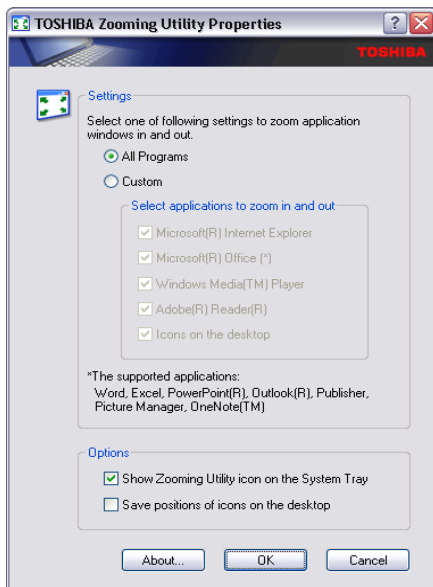 TOSHIBA Zooming Utility Properties
TOSHIBA
Settings
Select one of following settings to zoom application
windows in and out.
All Programs
Custom
Select applications to zoom in and out
Microsoft(R) Internet Explorer
Microsoft(R) Office (*)
Windows Media(TM) Player
Adobe(R) Reader(R)
Icons on the desktop
*The supported applications:
Word, Excel, PowerPoint(R), Outlook(R), Publisher,
Picture Manager, OneNote(TM)
Options
Show Zooming Utility icon on the System Tray
Save positions of icons on the desktop
About... OK Cancel